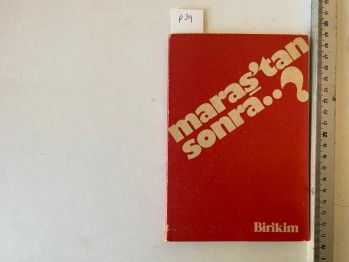 p39
maraş'tan
sonra..?
Birikim